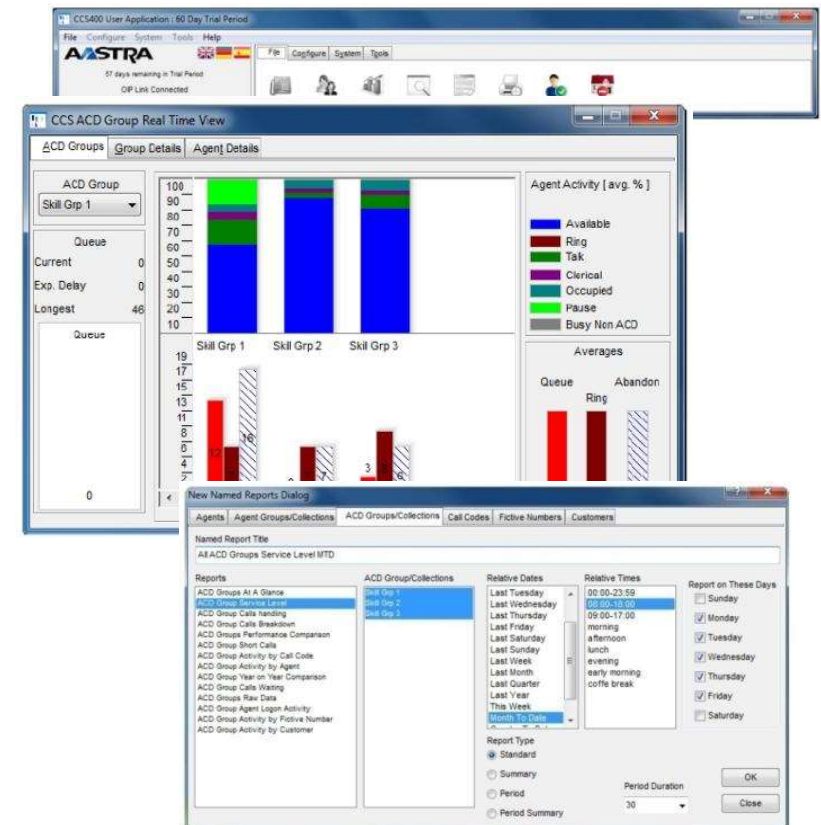 CCS400 User Application : 60 Day Trial Period
File Configure System Tools Help
AASTRA
File Configure System Tools
57 days remaining in Trial Period
OIP Link Connected
CCS ACD Group Real Time View
ACD Groups Group Details Agent Details
ACD Group
Skill Grp 1
Queue
Current 0
Exp. Delay 0
Longest 46
Queue
0
100
90
80
70
60
50
40
30
20
10
Skill Grp 1 Skill Grp 2 Skill Grp 3
19
17
15
13
11
8
6
4
2
12 16 7 3 6
Agent Activity [ avg. % ]
Available
Ring
Talk
Clerical
Occupied
Pause
Busy Non ACD
Averages
Queue Ring Abandon
New Named Reports Dialog
Agents Agent Groups/Collections ACD Groups/Collections Call Codes Fictive Numbers Customers
Named Report Title
All ACD Groups Service Level MTD
Reports
ACD Groups At A Glance
ACD Group Service Level
ACD Group Calls handling
ACD Group Calls Breakdown
ACD Groups Performance Comparison
ACD Group Short Calls
ACD Group Activity by Call Code
ACD Group Activity by Agent
ACD Group Year on Year Comparison
ACD Group Calls Waiting
ACD Groups Raw Data
ACD Group Agent Logon Activity
ACD Group Activity by Fictive Number
ACD Group Activity by Customer
ACD Group/Collections
Skill Grp 1
Skill Grp 2
Skill Grp 3
Relative Dates
Last Tuesday
Last Wednesday
Last Thursday
Last Friday
Last Saturday
Last Sunday
Last Week
Last Month
Last Quarter
Last Year
This Week
Month To Date
Relative Times
00:00-23:59
08:00-18:00
09:00-17:00
morning
afternoon
lunch
evening
early morning
coffe break
Report on These Days
Sunday
Monday
Tuesday
Wednesday
Thursday
Friday
Saturday
Report Type
Standard
Summary
Period
Period Summary
Period Duration
30
OK
Close